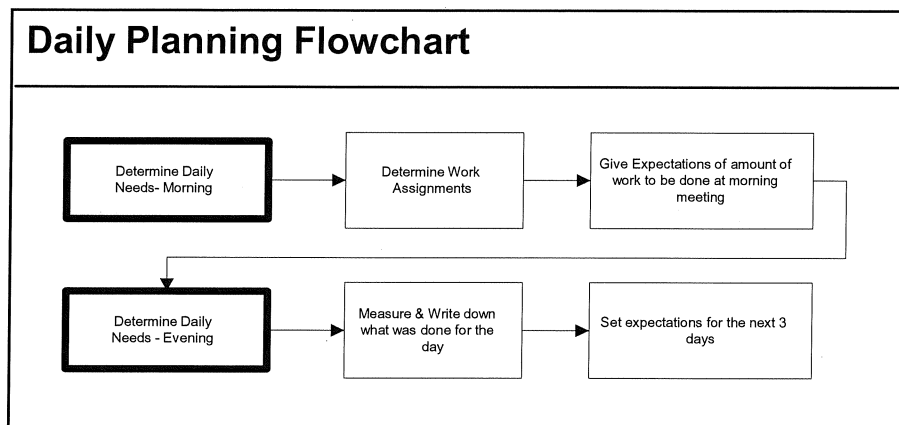 Daily Planning Flowchart
Determine Daily
Needs- Morning
Determine Work
Assignments
Give Expectations of amount of
work to be done at morning
meeting
Determine Daily
Needs - Evening
Measure & Write down
what was done for the
day
Set expectations for the next 3
days